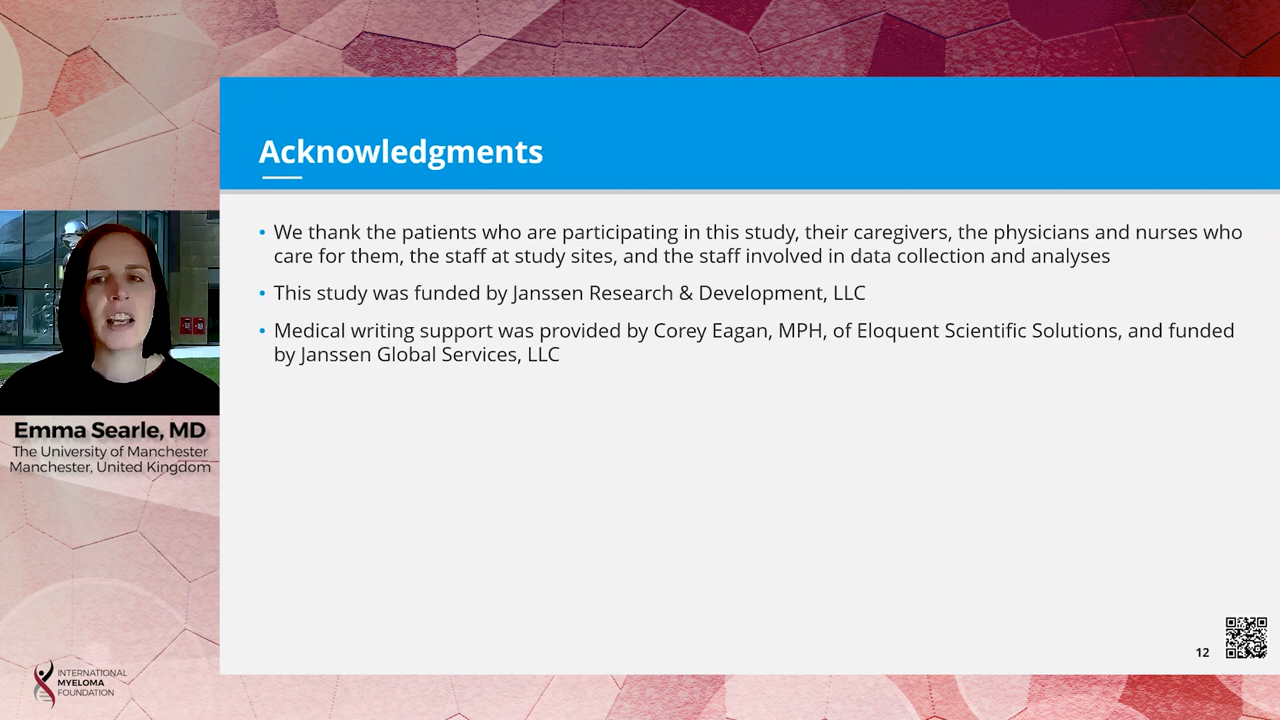 Acknowledgments
• We thank the patients who are participating in this study, their caregivers, the physicians and nurses who
care for them, the staff at study sites, and the staff involved in data collection and analyses
• This study was funded by Janssen Research & Development, LLC
• Medical writing support was provided by Corey Eagan, MPH, of Eloquent Scientific Solutions, and funded
by Janssen Global Services, LLC
Emma Searle, MD
The University of Manchester
Manchester, United Kingdom
INTERNATIONAL
MYELOMA
FOUNDATION
12